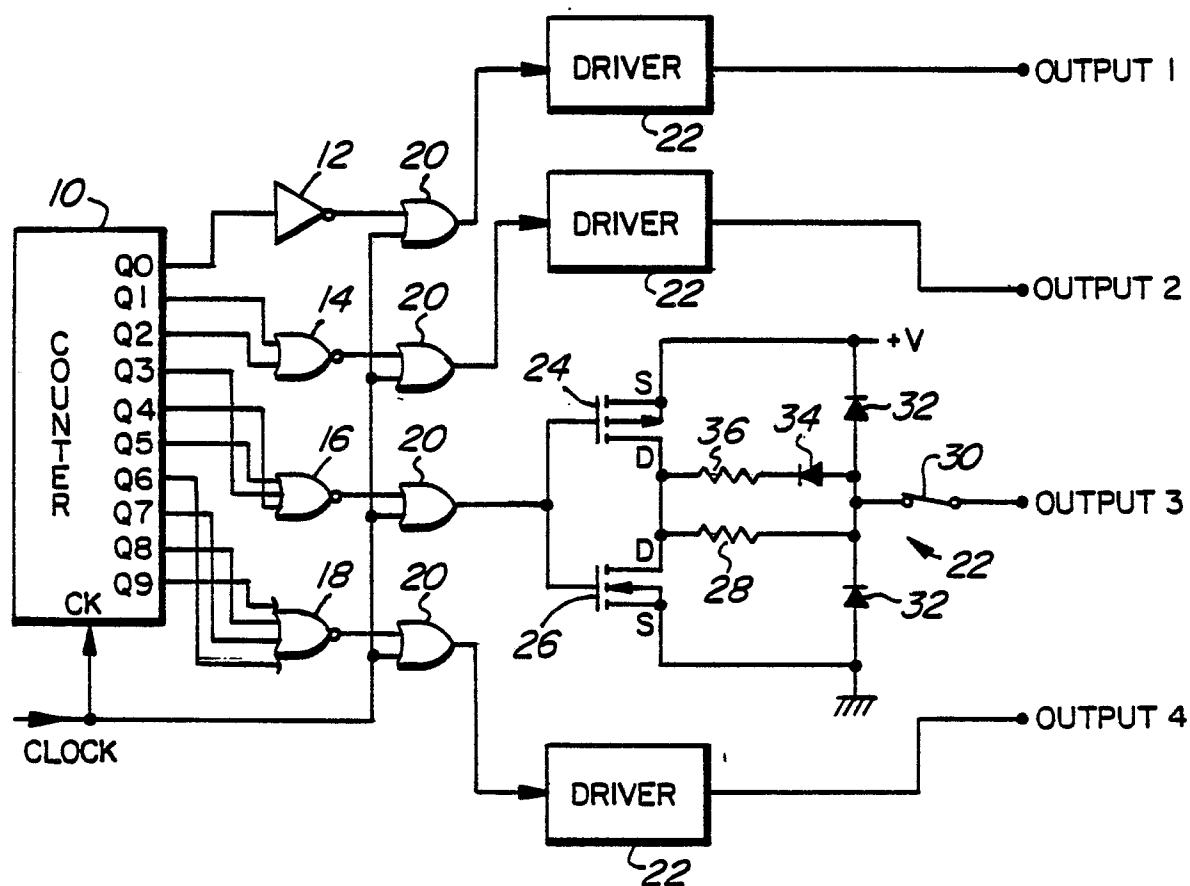 DRIVER
OUTPUT 1
22
12
20
10
DRIVER
22
OUTPUT 2
COUNTER
Q0
Q1
Q2
Q3
Q4
Q5
Q6
Q7
Q8
Q9
CK
14
20
16
20
18
20
CLOCK
24
S
+V
32
36
34
D
30
OUTPUT 3
D
28
22
26
S
32
OUTPUT 4
DRIVER
22